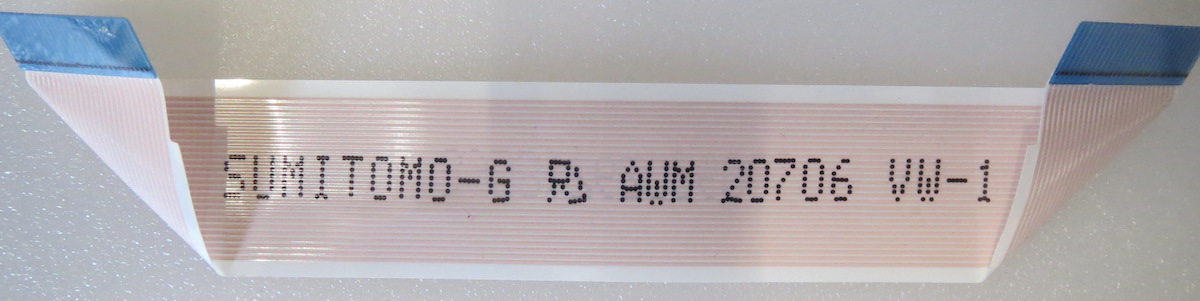 SUMITOMO-G AWM 20706 VW-1